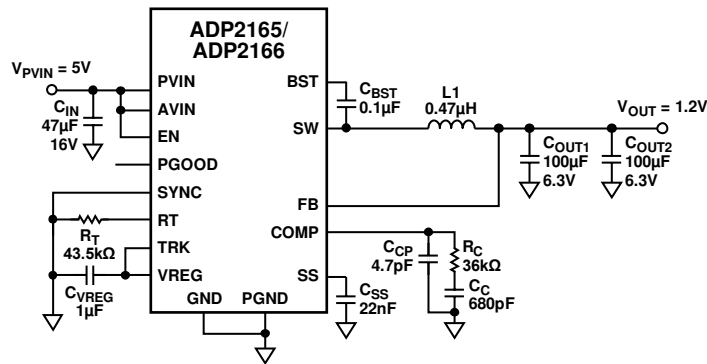 ADP2165/
ADP2166
V_PVIN = 5V
C_IN
47µF
16V
PVIN
AVIN
EN
PGOOD
SYNC
RT
TRK
VREG
R_T
43.5kΩ
C_VREG
1µF
GND
PGND
BST
SW
FB
COMP
SS
C_BST
0.1µF
L1
0.47µH
V_OUT = 1.2V
C_OUT1
100µF
6.3V
C_OUT2
100µF
6.3V
C_CP
4.7pF
R_C
36kΩ
C_C
680pF
C_SS
22nF